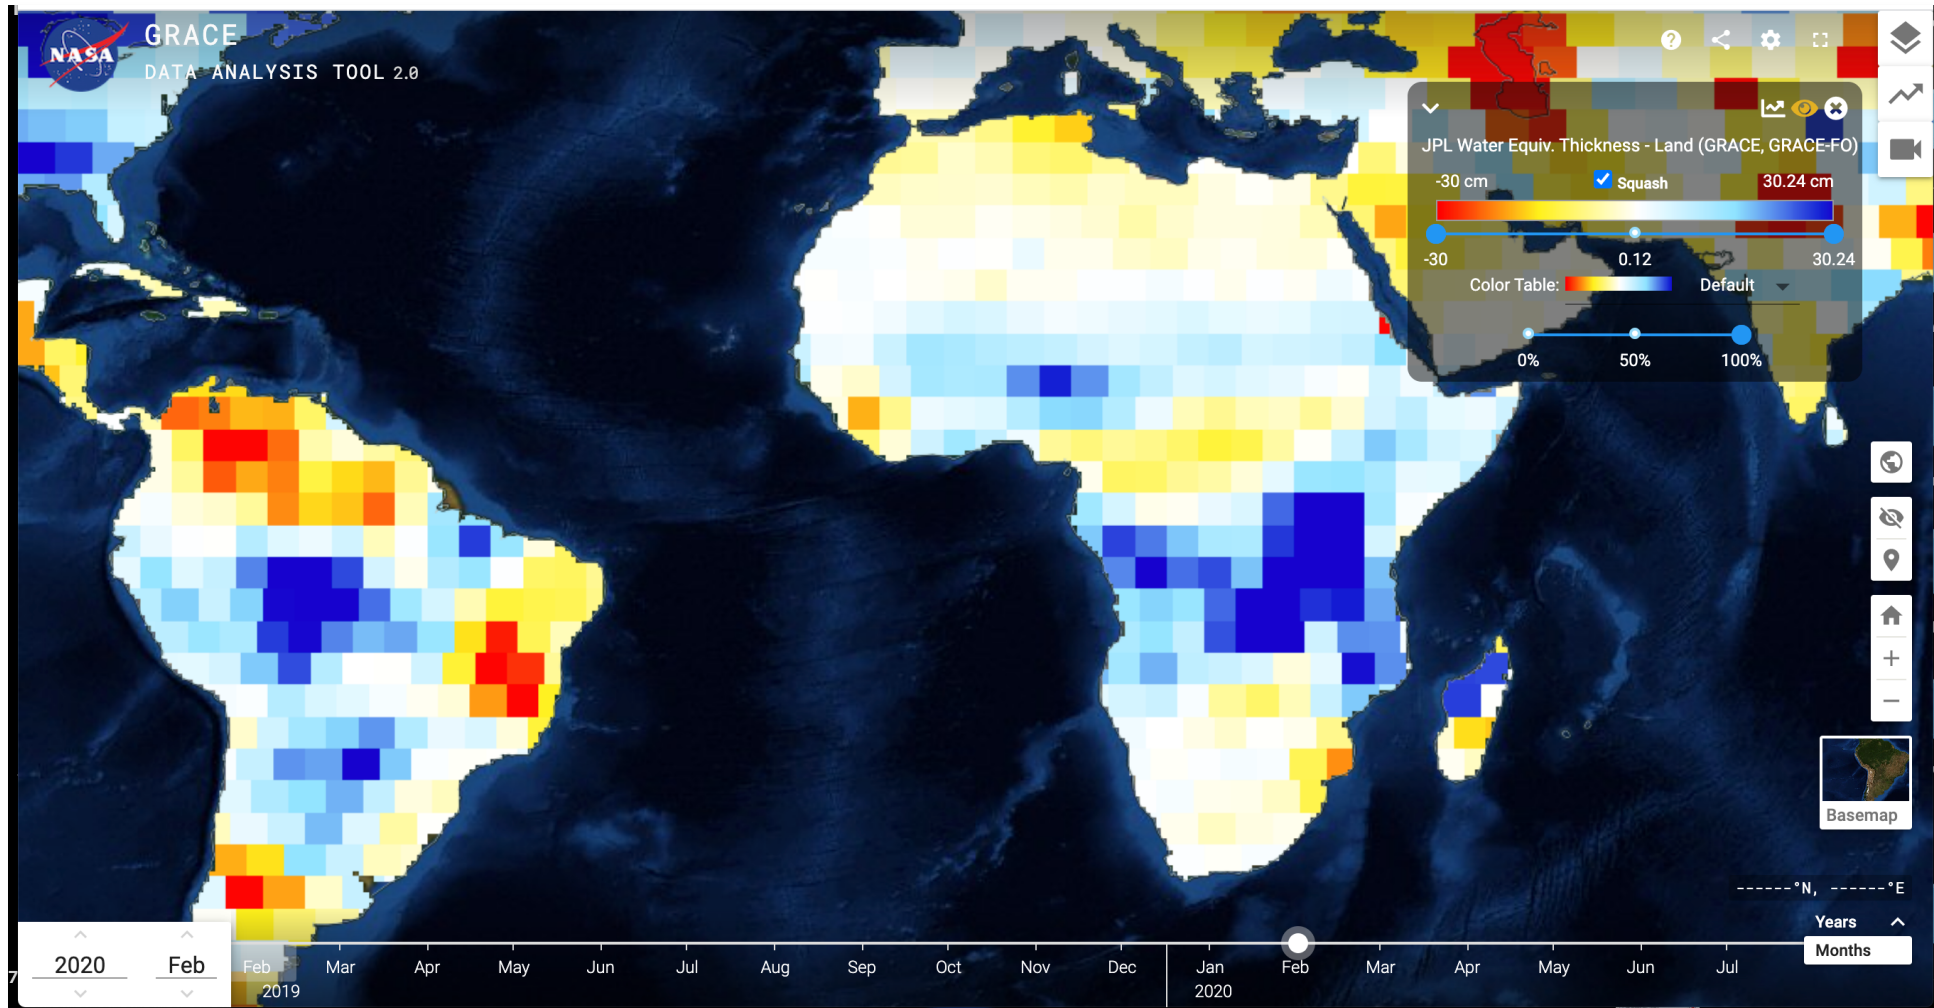 NASA
GRACE
DATA ANALYSIS TOOL 2.0
JPL Water Equiv. Thickness - Land (GRACE, GRACE-FO)
-30 cm Squash 30.24 cm
-30 0.12 30.24
Color Table: Default
0% 50% 100%
Basemap
------°N, ------°E
Years
Months
2020 Feb
7
Feb Mar Apr May Jun Jul Aug Sep Oct Nov Dec Jan Feb Mar Apr May Jun Jul
2019 2020